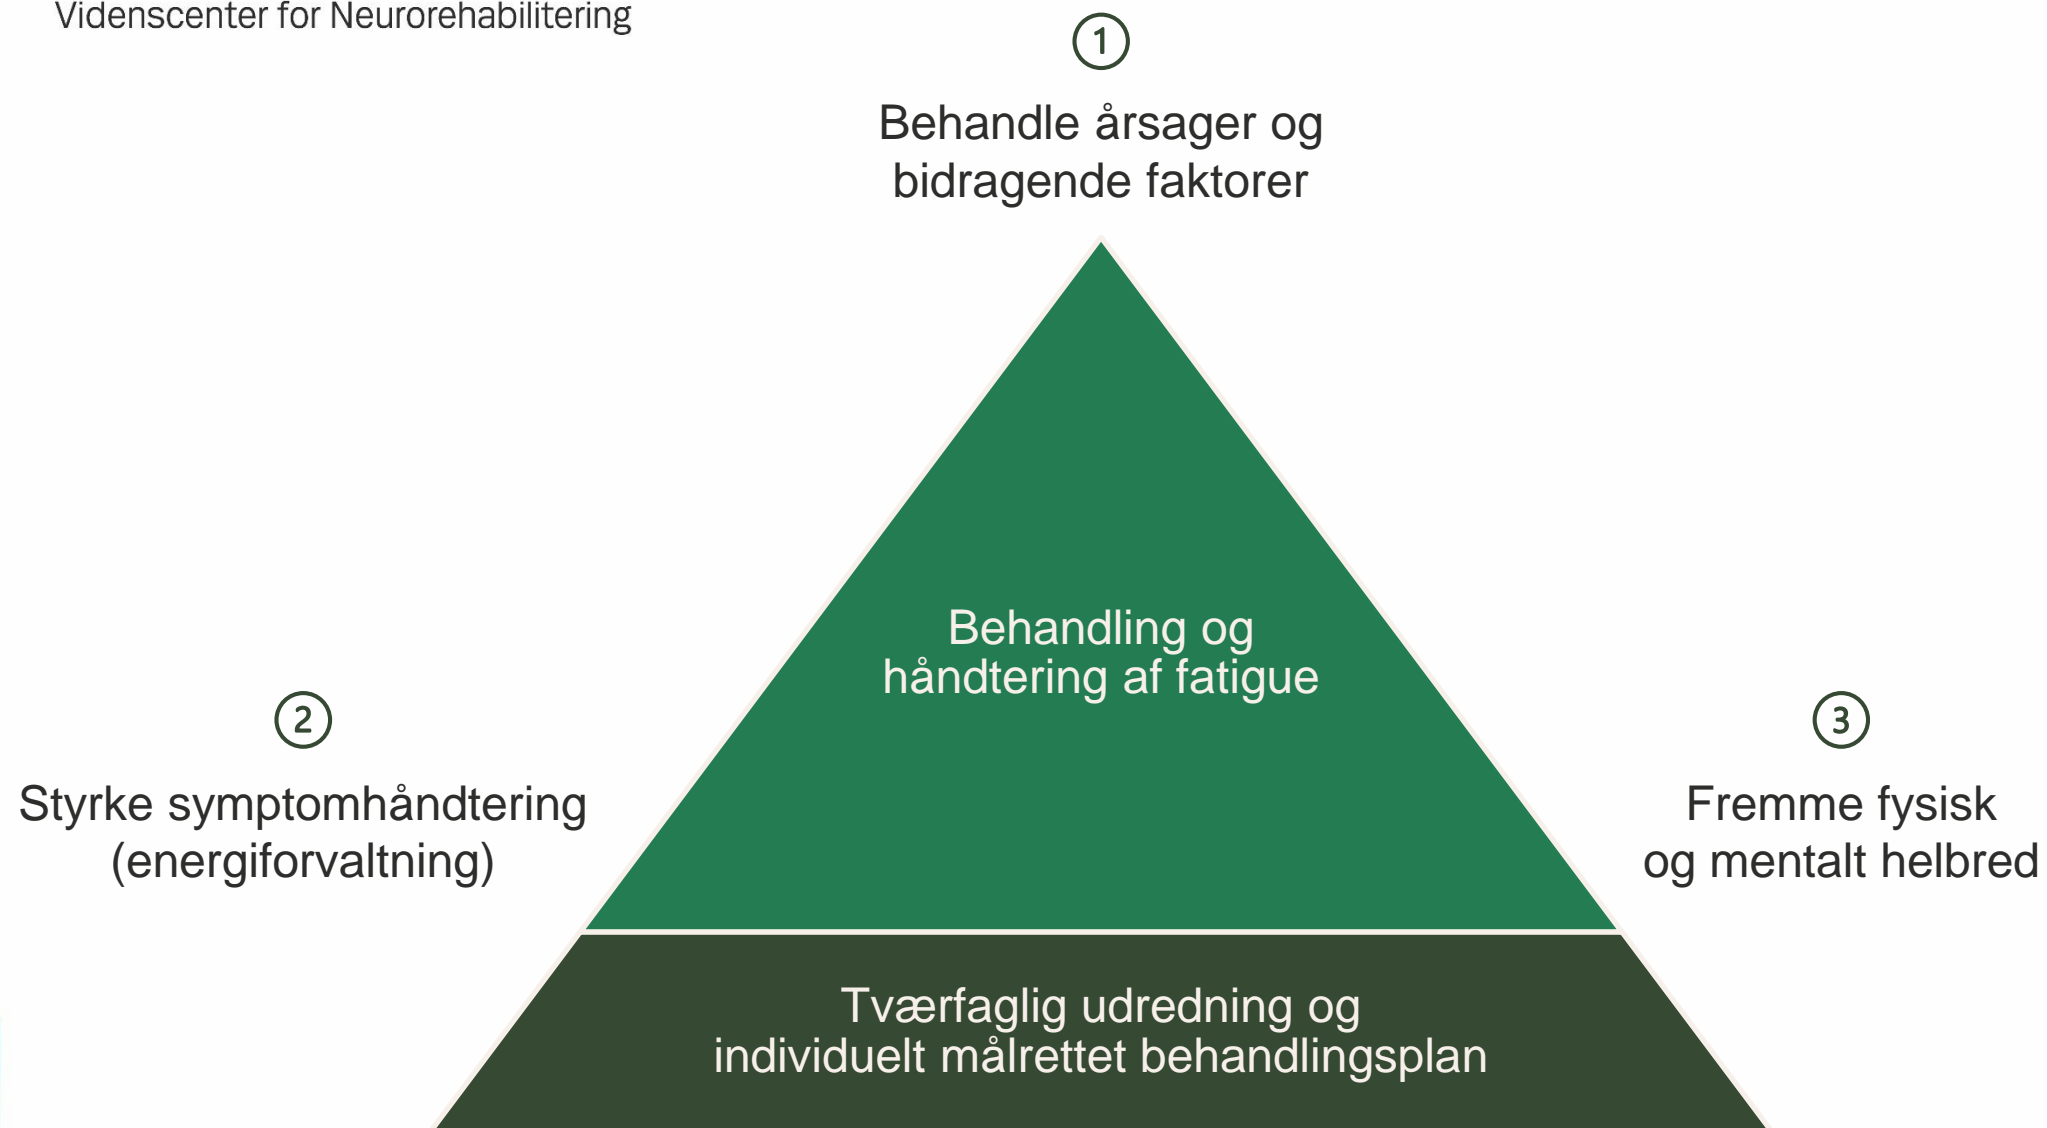 Videnscenter for Neurorehabilitering
1
Behandle årsager og
bidragende faktorer
Behandling og
håndtering af fatigue
2
Styrke symptomhåndtering
(energiforvaltning)
3
Fremme fysisk
og mentalt helbred
Tværfaglig udredning og
individuelt målrettet behandlingsplan